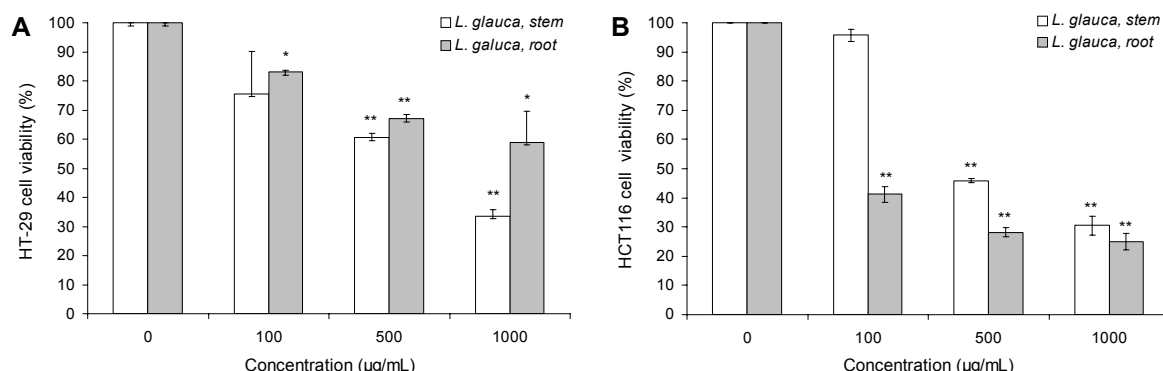 A
HT-29 cell viability (%)
100
90
80
70
60
50
40
30
20
10
0
L. glauca, stem
L. galuca, root
*
** **
**
*
0 100 500 1000
Concentration (µg/mL)
B
HCT116 cell viability (%)
100
90
80
70
60
50
40
30
20
10
0
L. glauca, stem
L. glauca, root
**
**
**
**
**
0 100 500 1000
Concentration (µg/mL)